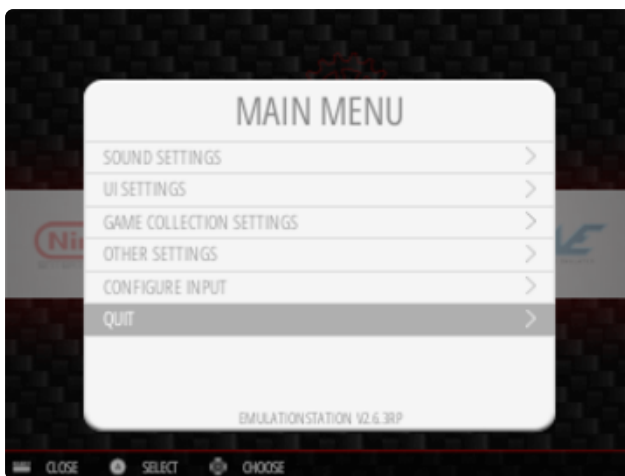 MAIN MENU
SOUND SETTINGS
UI SETTINGS
GAME COLLECTION SETTINGS
OTHER SETTINGS
CONFIGURE INPUT
QUIT
EMULATIONSTATION V2.6.3RP
CLOSE SELECT CHOOSE